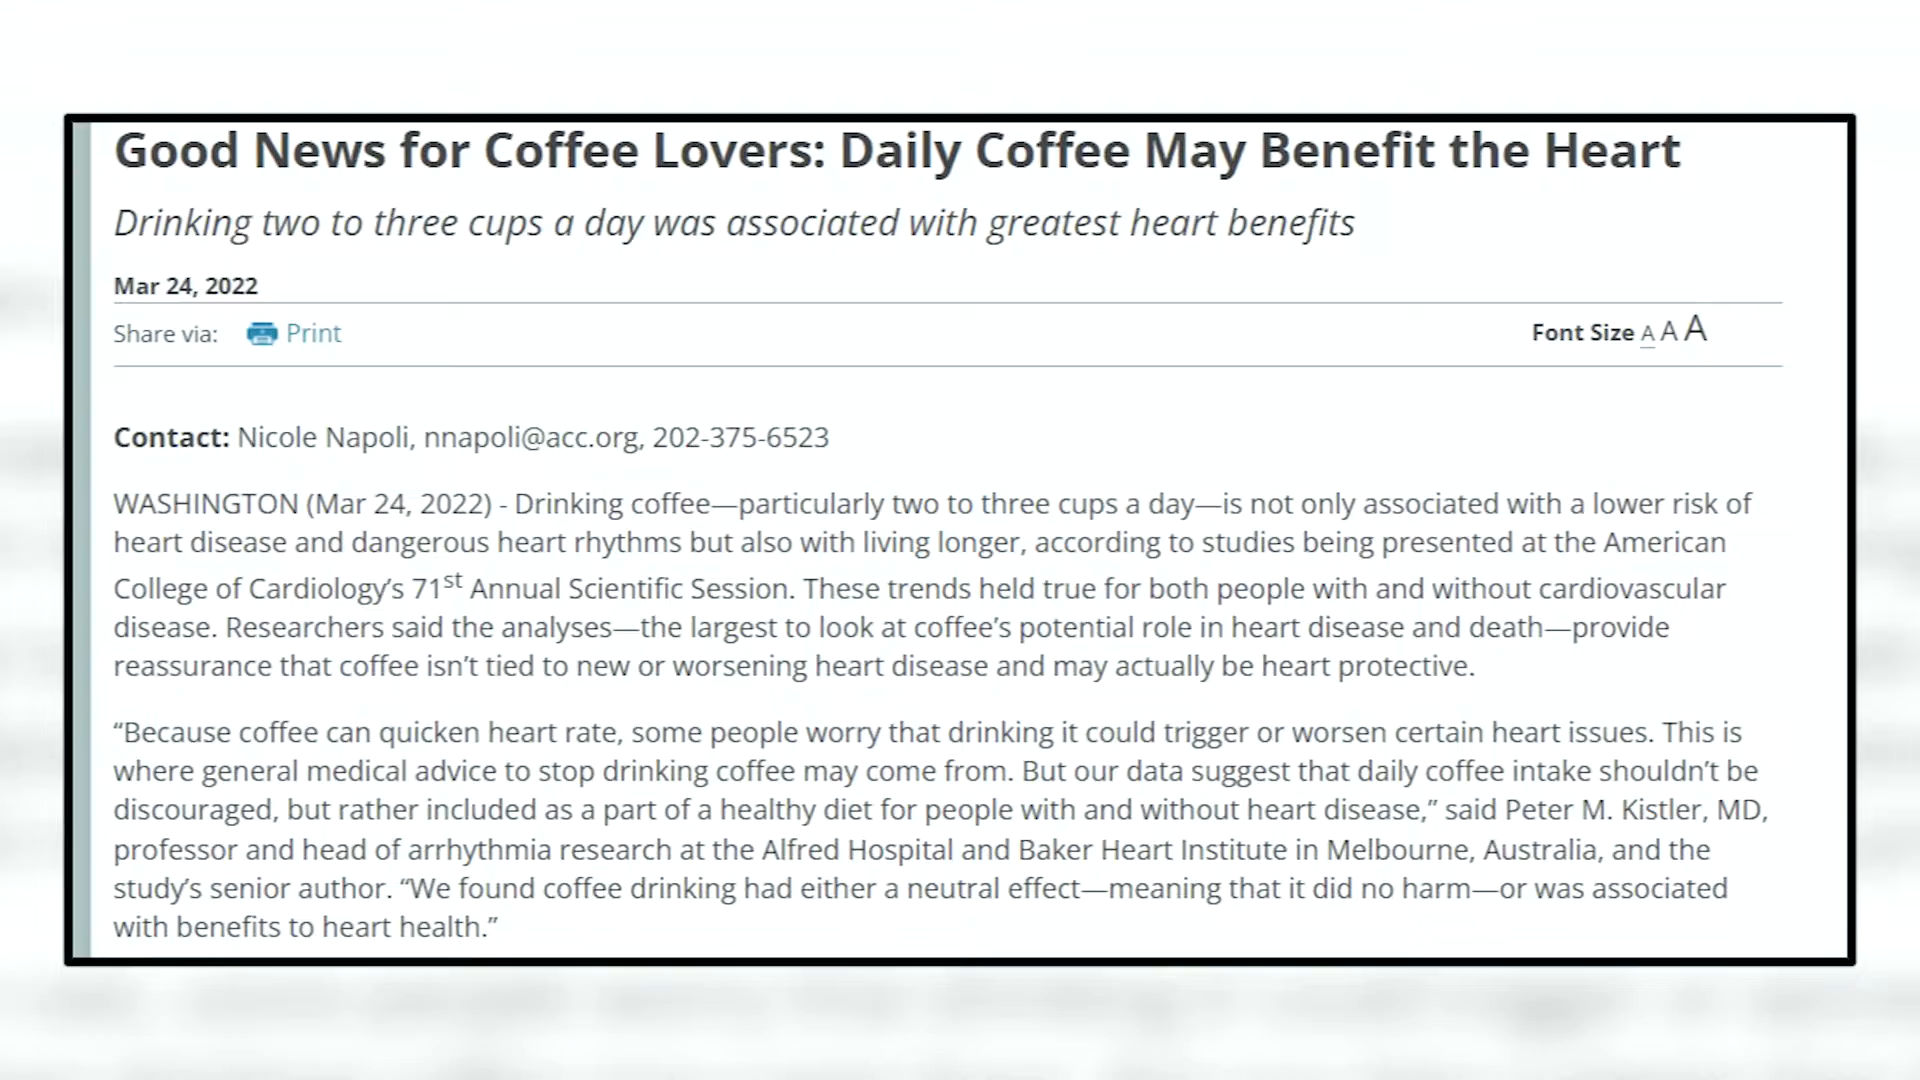 Good News for Coffee Lovers: Daily Coffee May Benefit the Heart
Drinking two to three cups a day was associated with greatest heart benefits
Mar 24, 2022
Share via: Print
Font Size A A A
Contact: Nicole Napoli, nnapoli@acc.org, 202-375-6523
WASHINGTON (Mar 24, 2022) - Drinking coffee—particularly two to three cups a day—is not only associated with a lower risk of
heart disease and dangerous heart rhythms but also with living longer, according to studies being presented at the American
College of Cardiology’s 71st Annual Scientific Session. These trends held true for both people with and without cardiovascular
disease. Researchers said the analyses—the largest to look at coffee’s potential role in heart disease and death—provide
reassurance that coffee isn’t tied to new or worsening heart disease and may actually be heart protective.
“Because coffee can quicken heart rate, some people worry that drinking it could trigger or worsen certain heart issues. This is
where general medical advice to stop drinking coffee may come from. But our data suggest that daily coffee intake shouldn’t be
discouraged, but rather included as a part of a healthy diet for people with and without heart disease,” said Peter M. Kistler, MD,
professor and head of arrhythmia research at the Alfred Hospital and Baker Heart Institute in Melbourne, Australia, and the
study’s senior author. “We found coffee drinking had either a neutral effect—meaning that it did no harm—or was associated
with benefits to heart health.”